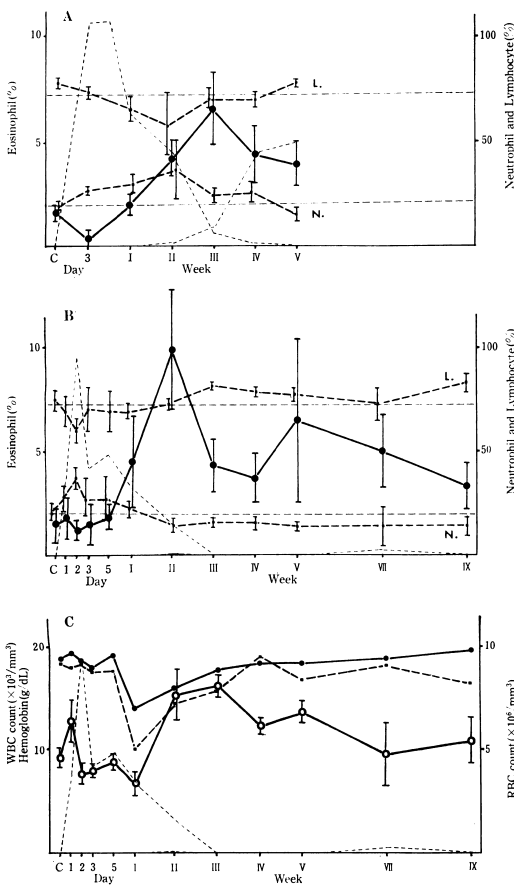 A
10
5
Eosinophil(%)
100
50
Neutrophil and Lymphocyte(%)
L.
N.
C 3 I II III IV V
Day Week
B
10
5
Eosinophil(%)
100
50
Neutrophil and Lymphocyte(%)
L.
N.
C 1 2 3 5 I II III IV V VII IX
Day Week
C
20
10
WBC count(×10³/mm³)
Hemoglobin(g/dL)
10
5
RBC count(×10⁶/mm³)
C 1 2 3 5 I II III IV V VII IX
Day Week